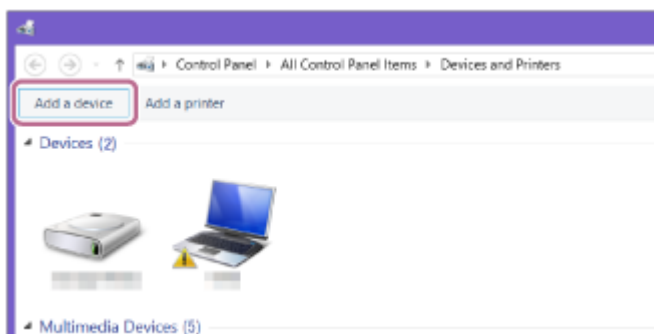 Control Panel ▸ All Control Panel Items ▸ Devices and Printers
Add a device Add a printer
Devices (2)
Multimedia Devices (5)